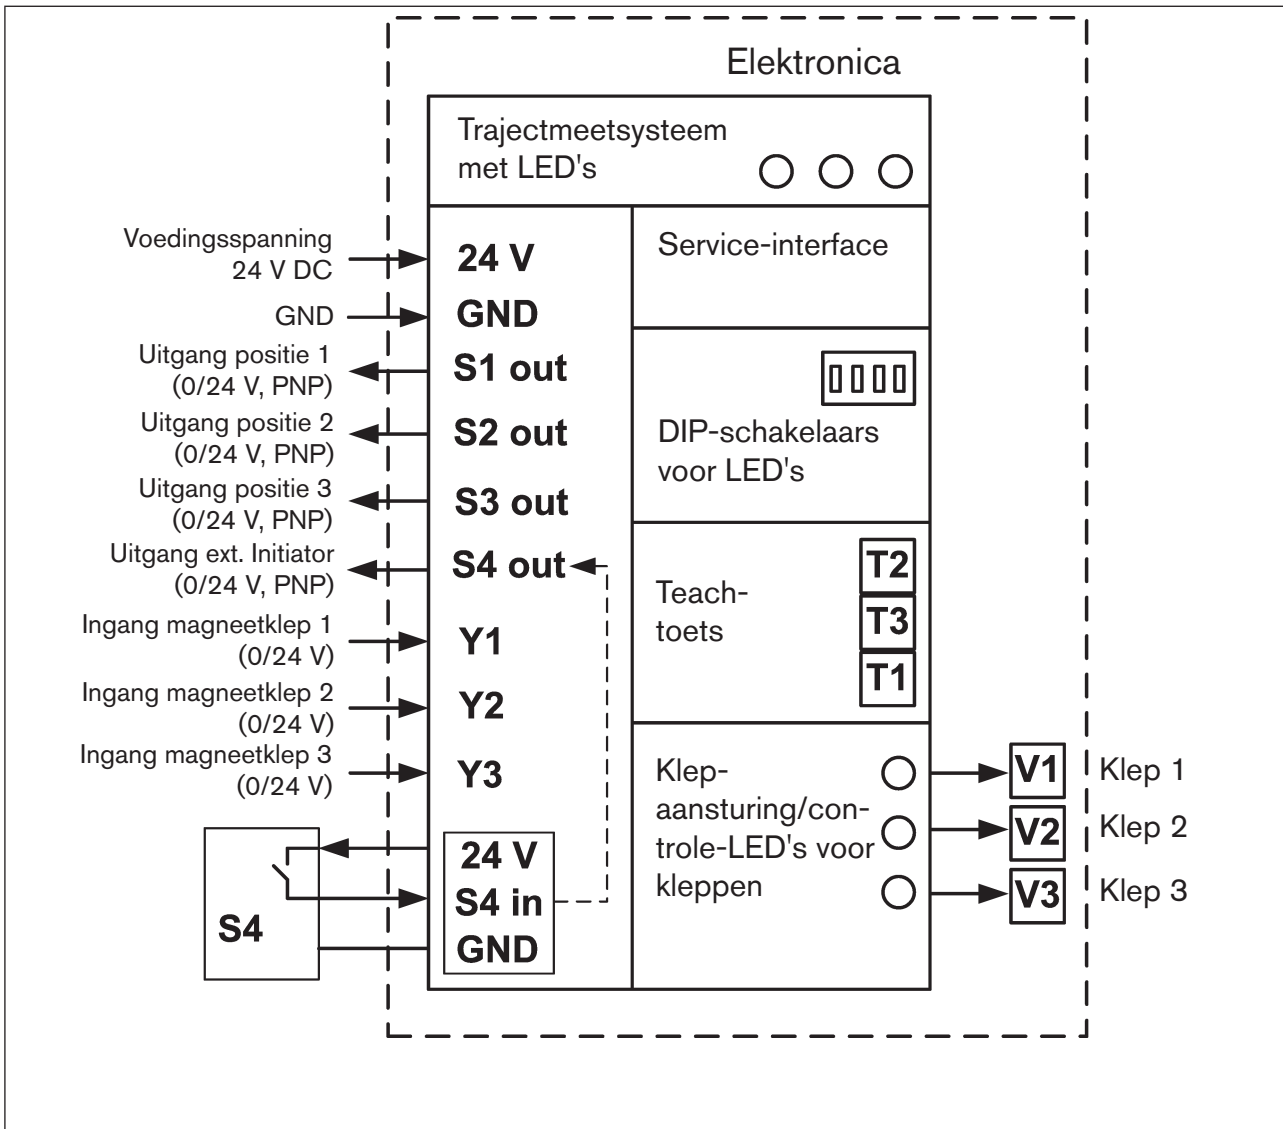 Elektronica
Trajectmeetsysteem
met LED's
Voedingsspanning
24 V DC
24 V
GND
GND
Uitgang positie 1
(0/24 V, PNP)
S1 out
Uitgang positie 2
(0/24 V, PNP)
S2 out
Uitgang positie 3
(0/24 V, PNP)
S3 out
Uitgang ext. Initiator
(0/24 V, PNP)
S4 out
Ingang magneetklep 1
(0/24 V)
Y1
Ingang magneetklep 2
(0/24 V)
Y2
Ingang magneetklep 3
(0/24 V)
Y3
S4
24 V
S4 in
GND
Service-interface
DIP-schakelaars
voor LED's
Teach-
toets
T2
T3
T1
Klep-
aansturing/con-
trole-LED's voor
kleppen
V1
Klep 1
V2
Klep 2
V3
Klep 3